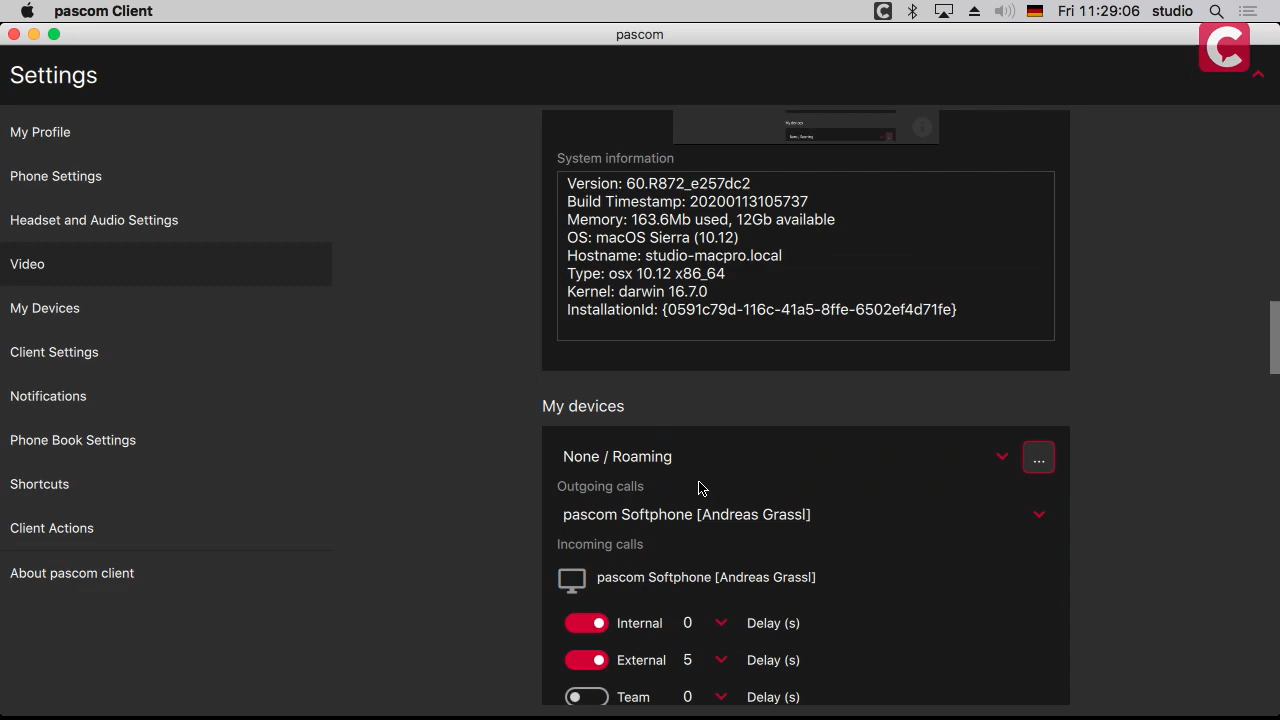 pascom Client
Fri 11:29:06 studio
pascom
Settings
My Profile
Phone Settings
Headset and Audio Settings
Video
My Devices
Client Settings
Notifications
Phone Book Settings
Shortcuts
Client Actions
About pascom client
My devices
None / Roaming
System information
Version: 60.R872_e257dc2
Build Timestamp: 20200113105737
Memory: 163.6Mb used, 12Gb available
OS: macOS Sierra (10.12)
Hostname: studio-macpro.local
Type: osx 10.12 x86_64
Kernel: darwin 16.7.0
InstallationId: {0591c79d-116c-41a5-8ffe-6502ef4d71fe}
My devices
None / Roaming
...
Outgoing calls
pascom Softphone [Andreas Grassl]
Incoming calls
pascom Softphone [Andreas Grassl]
Internal 0 Delay (s)
External 5 Delay (s)
Team 0 Delay (s)